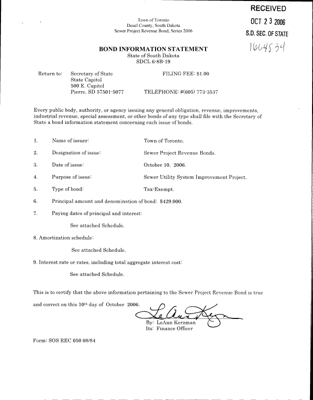 RECEIVED
OCT 23 2006
S.D. SEC. OF STATE
1664534
Town of Toronto
Deuel County, South Dakota
Sewer Project Revenue Bond, Series 2006
BOND INFORMATION STATEMENT
State of South Dakota
SDCL 6-8B-19
Return to: Secretary of State FILING FEE: $1.00
State Capitol
500 E. Capitol
Pierre, SD 57501-5077 TELEPHONE: #(605) 773-3537
Every public body, authority, or agency issuing any general obligation, revenue, improvements,
industrial revenue, special assessment, or other bonds of any type shall file with the Secretary of
State a bond information statement concerning each issue of bonds.
1. Name of issuer: Town of Toronto.
2. Designation of issue: Sewer Project Revenue Bonds.
3. Date of issue: October 10, 2006.
4. Purpose of issue: Sewer Utility System Improvement Project.
5. Type of bond: Tax-Exempt.
6. Principal amount and denomination of bond: $429,000.
7. Paying dates of principal and interest:
See attached Schedule.
8. Amortization schedule:
See attached Schedule.
9. Interest rate or rates, including total aggregate interest cost:
See attached Schedule.
This is to certify that the above information pertaining to the Sewer Project Revenue Bond is true
and correct on this 10th day of October 2006.
By: LeAnn Kerzman
Its: Finance Officer
Form: SOS REC 050 08/84